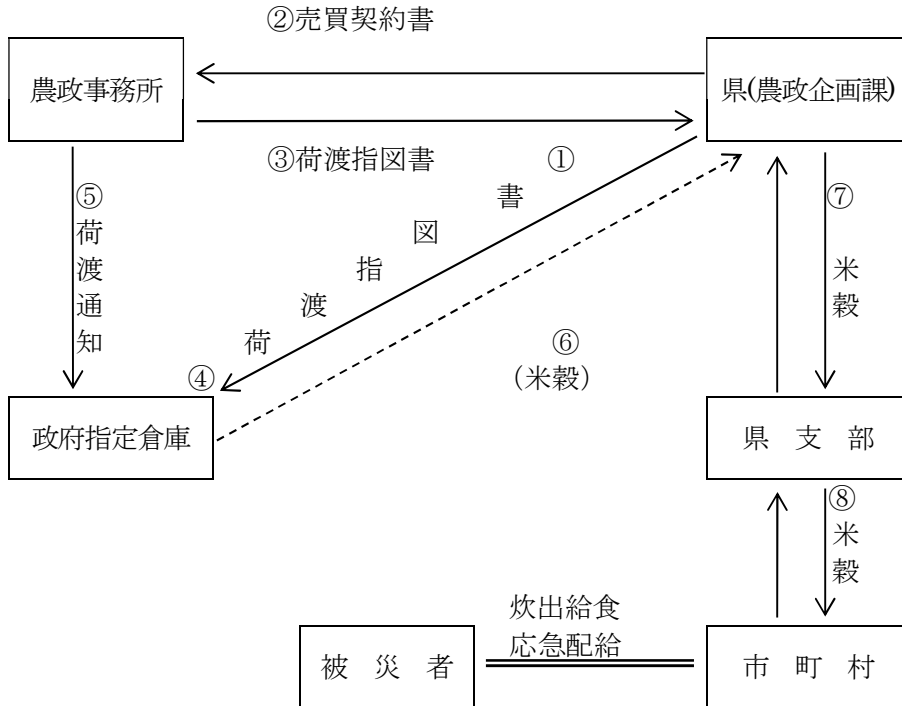 ②売買契約書
農政事務所
県(農政企画課)
③荷渡指図書
①
⑤荷渡通知
荷渡指図書
⑦米穀
④
⑥
（米穀）
政府指定倉庫
県　支　部
⑧米穀
炊出給食
応急配給
被　災　者
市　町　村